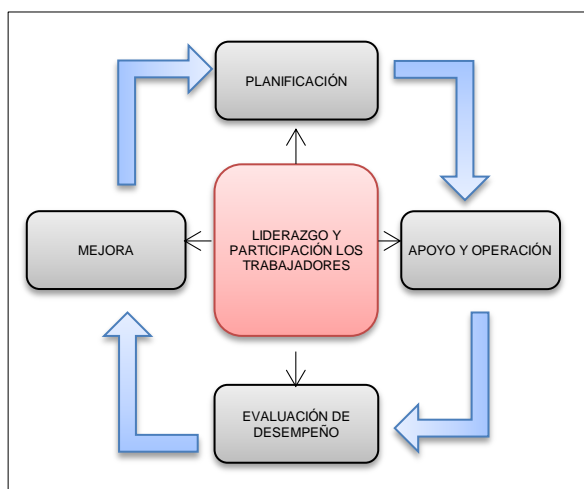 PLANIFICACIÓN
LIDERAZGO Y
PARTICIPACIÓN LOS
TRABAJADORES
MEJORA
APOYO Y OPERACIÓN
EVALUACIÓN DE
DESEMPEÑO